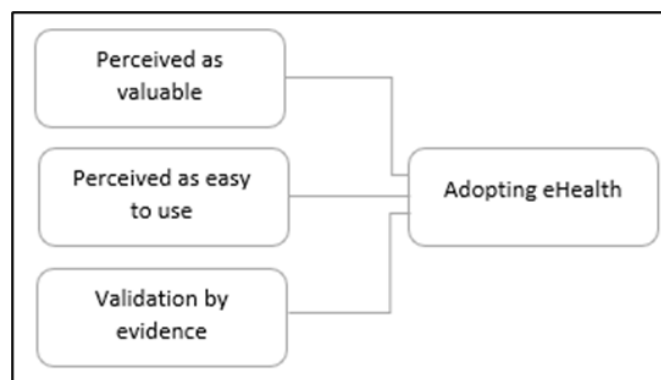 Perceived as
valuable
Perceived as easy
to use
Validation by
evidence
Adopting eHealth